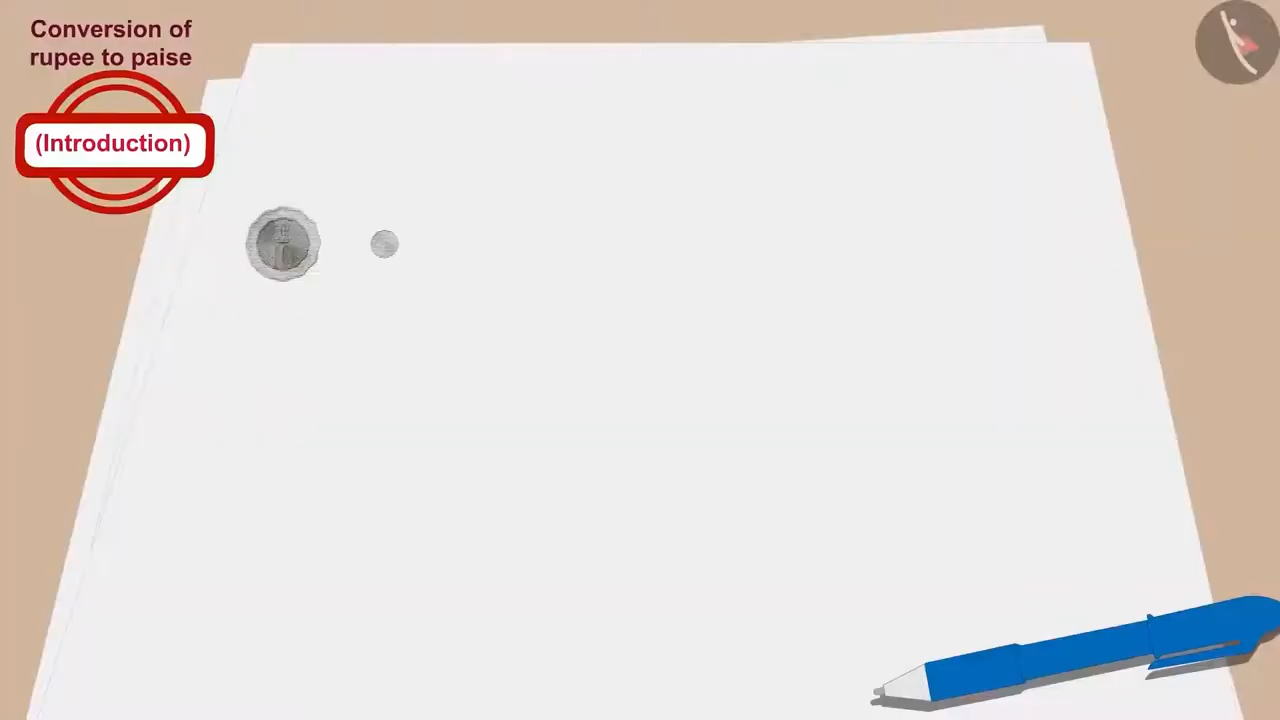 Conversion of
rupee to paise
(Introduction)